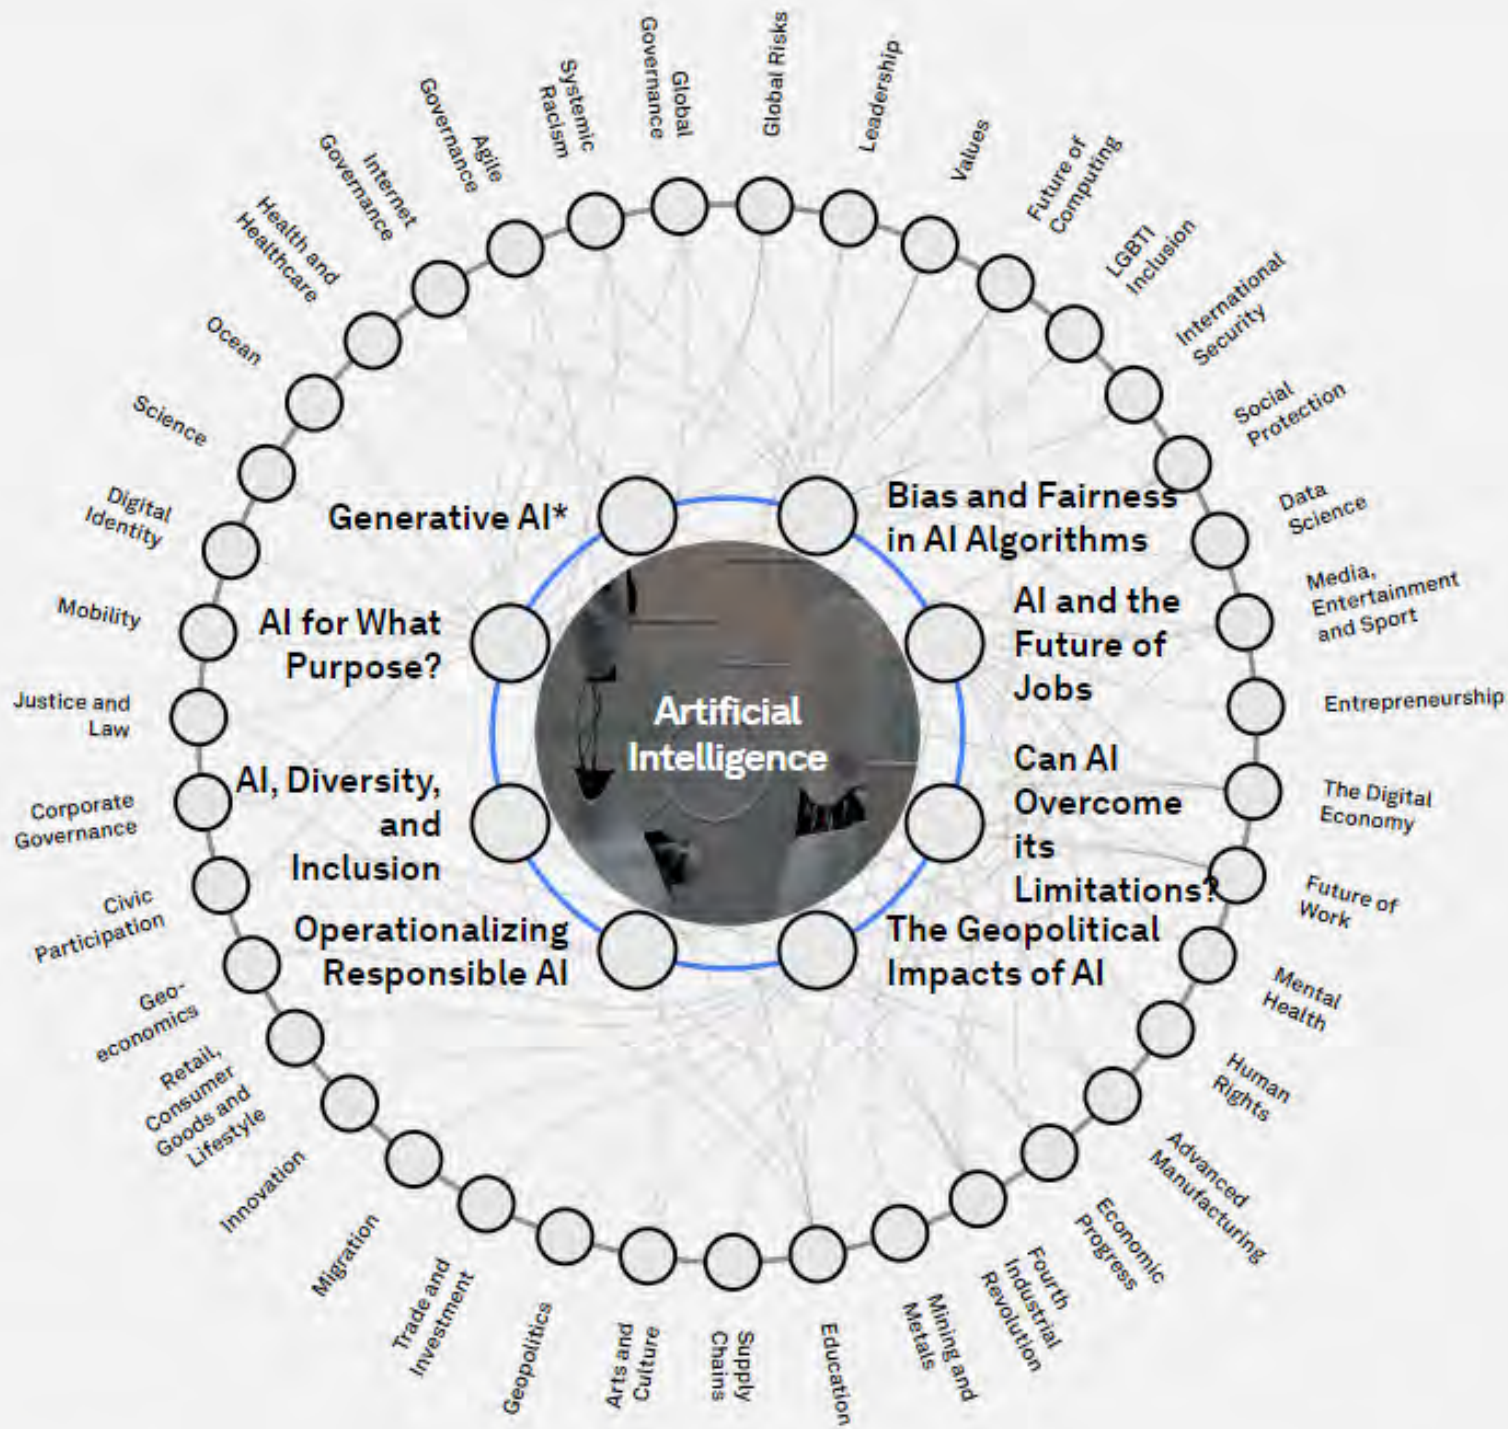 Artificial
Intelligence
Generative AI*
Bias and Fairness
in AI Algorithms
AI and the
Future of
Jobs
Can AI
Overcome
its
Limitations?
The Geopolitical
Impacts of AI
Operationalizing
Responsible AI
AI, Diversity,
and
Inclusion
AI for What
Purpose?
Global
Governance
Global Risks
Leadership
Values
Future of
Computing
LGBTI
Inclusion
International
Security
Social
Protection
Data
Science
Media,
Entertainment
and Sport
Entrepreneurship
The Digital
Economy
Future of
Work
Mental
Health
Human
Rights
Advanced
Manufacturing
Economic
Progress
Fourth
Industrial
Revolution
Mining and
Metals
Education
Supply
Chains
Arts and
Culture
Geopolitics
Trade and
Investment
Migration
Innovation
Retail,
Consumer
Goods and
Lifestyle
Geo-
economics
Civic
Participation
Corporate
Governance
Justice and
Law
Mobility
Digital
Identity
Science
Ocean
Health and
Healthcare
Internet
Governance
Agile
Governance
Systemic
Racism